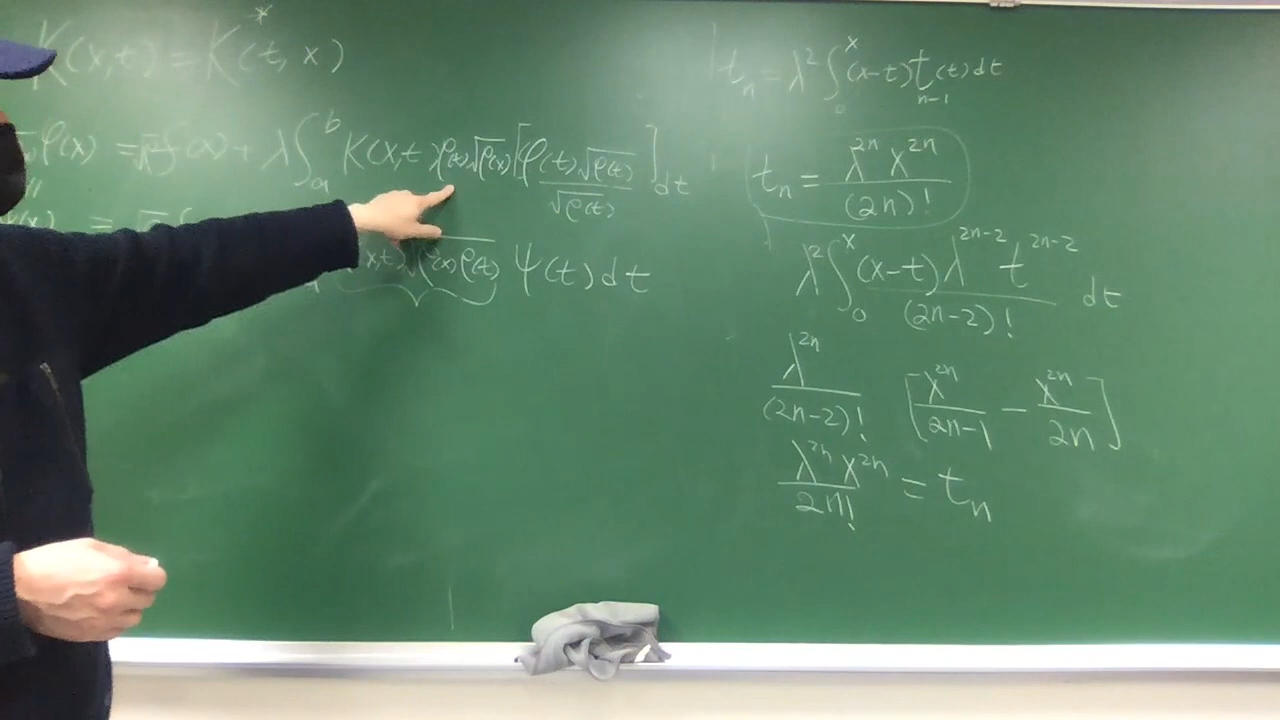 K(x,t) = K*(t,x)
φ(x) = √ρ f(x) + λ∫_a^b K(x,t) ρ(t) √ρ(x) [φ(t) √ρ(t) / √ρ(t)] dt
ψ(x) = √ρ
√ρ(x)ρ(t) ψ(t) dt
t_n = λ² ∫_0^x (x-t) t_{n-1}(t) dt
t_n = λ^{2n} x^{2n} / (2n)!
λ² ∫_0^x (x-t) λ^{2n-2} t^{2n-2} / (2n-2)! dt
λ^{2n} / (2n-2)! [x^{2n} / 2n-1 - x^{2n} / 2n]
λ^{2n} x^{2n} / 2n! = t_n